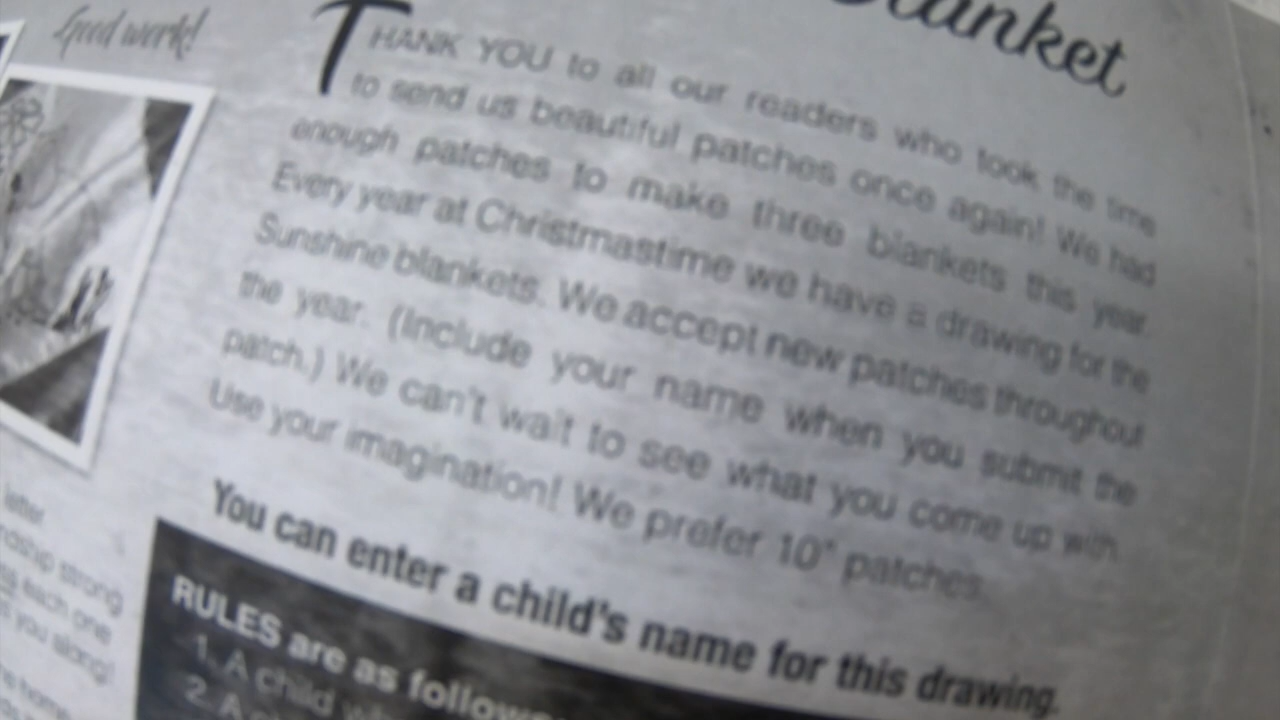 Good work!
Blanket
THANK YOU to all our readers who took the time
to send us beautiful patches once again! We had
enough patches to make three blankets this year.
Every year at Christmastime we have a drawing for the
Sunshine blankets. We accept new patches throughout
the year. (Include your name when you submit the
patch.) We can't wait to see what you come up with.
Use your imagination! We prefer 10" patches.
You can enter a child's name for this drawing.
RULES are as follows
1. A child
2. A
later
strong
each one
you along!